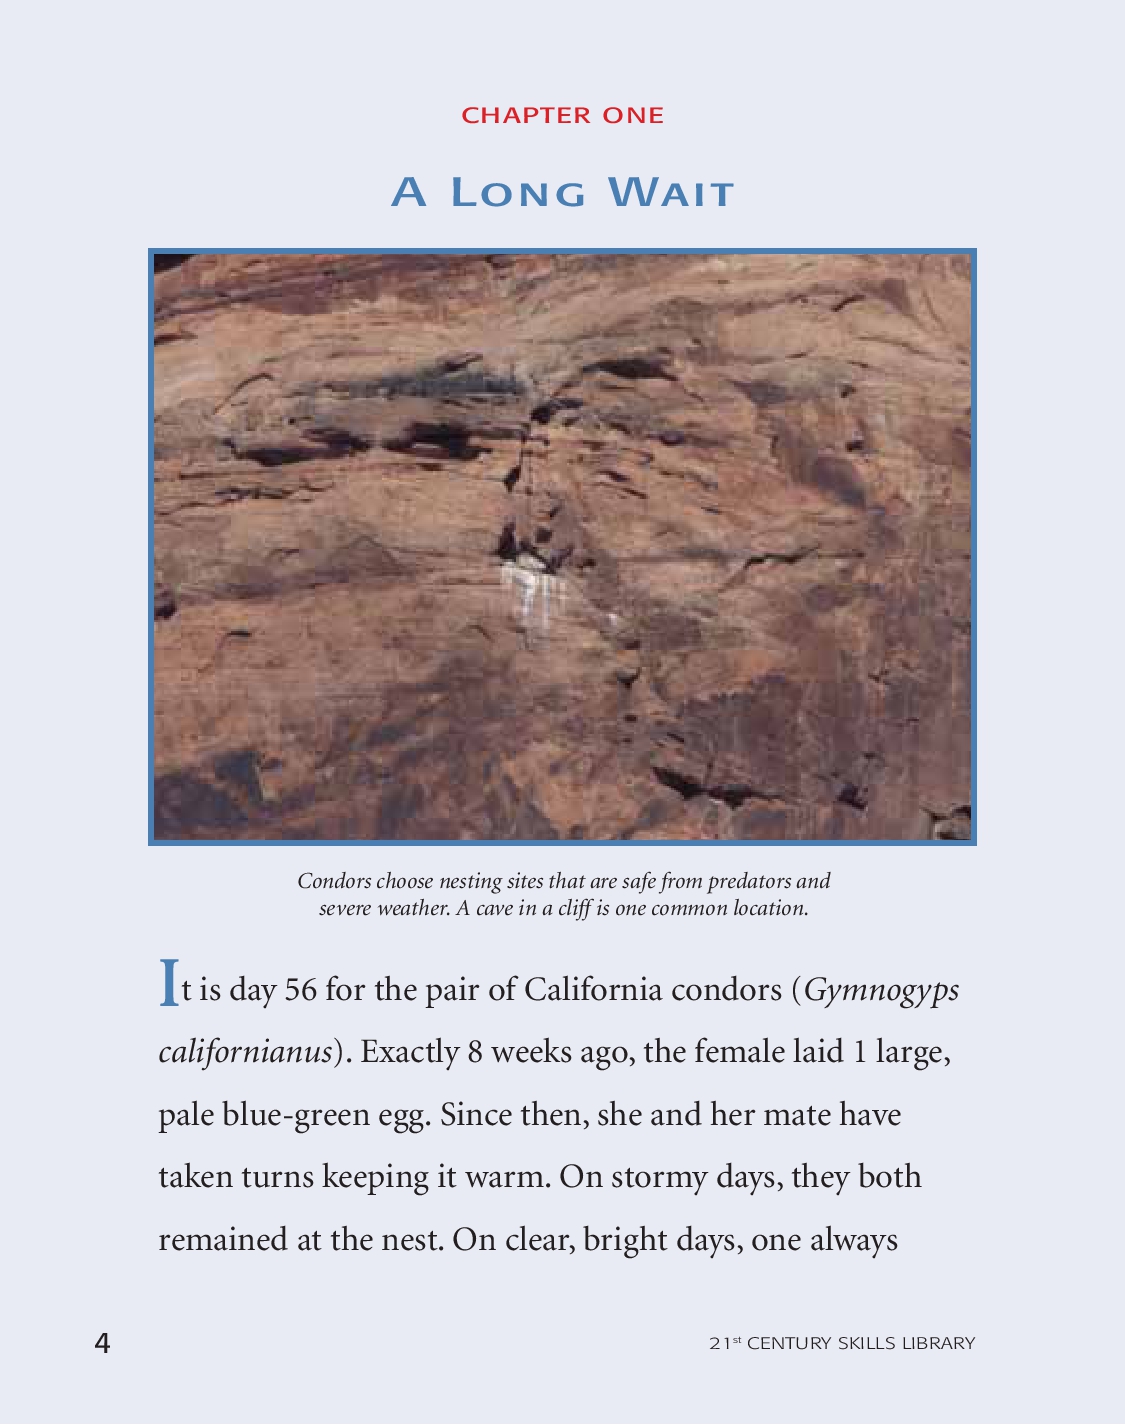 CHAPTER ONE
A LONG WAIT
Condors choose nesting sites that are safe from predators and
severe weather. A cave in a cliff is one common location.
It is day 56 for the pair of California condors (Gymnogyps
californianus). Exactly 8 weeks ago, the female laid 1 large,
pale blue-green egg. Since then, she and her mate have
taken turns keeping it warm. On stormy days, they both
remained at the nest. On clear, bright days, one always
4
21st CENTURY SKILLS LIBRARY